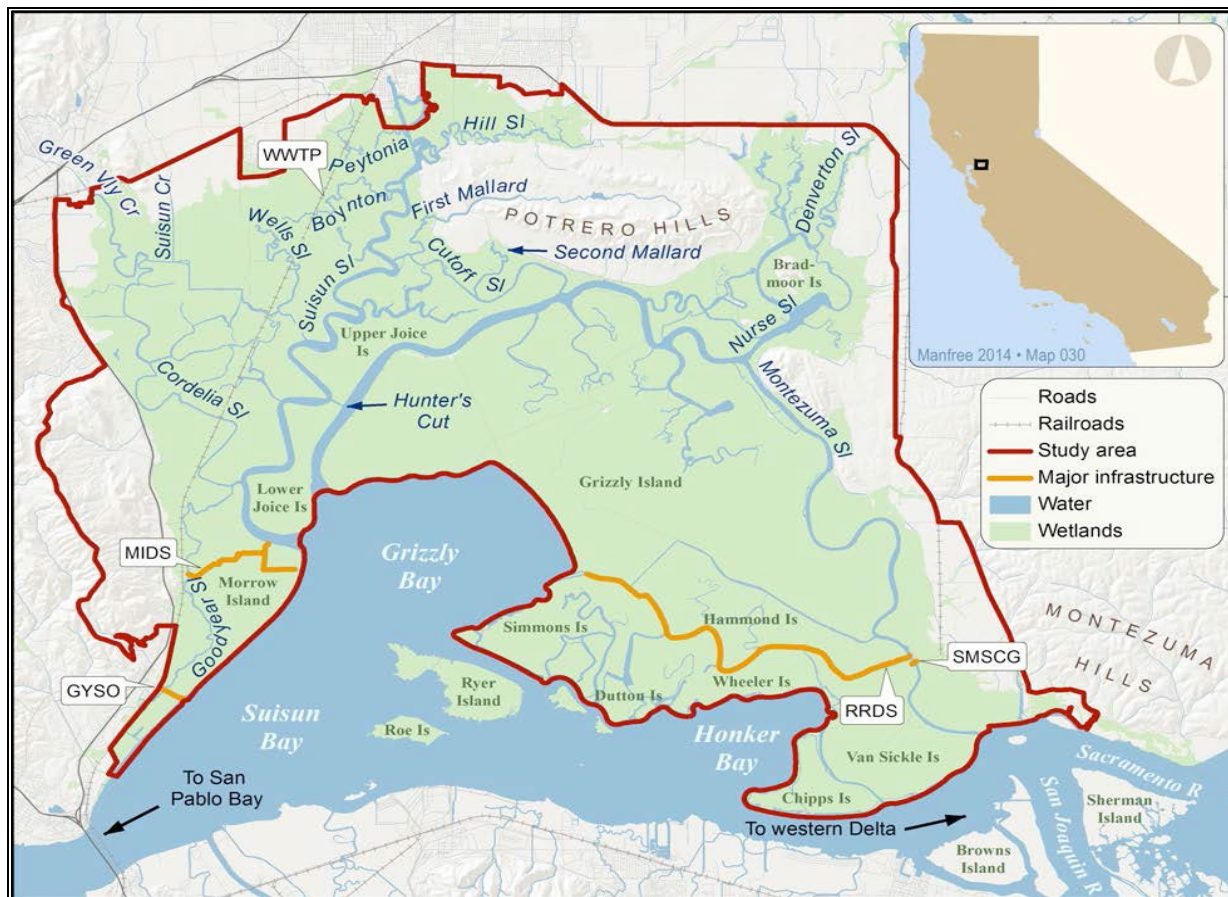 Hill Sl
Green Vly Cr
Suisun Cr
WWTP
Peytonia
Boynton
Wells Sl
First Mallard
POTRERO HILLS
Second Mallard
Cutoff Sl
Suisun Sl
Denverton Sl
Brad-
moor Is
Nurse Sl
Upper Joice
Is
Cordelia Sl
Hunter's
Cut
Montezuma Sl
Lower
Joice Is
Grizzly Island
MIDS
Morrow
Island
Goodyear Sl
GYSO
Grizzly
Bay
Simmons Is
Hammond Is
SMSCG
MONTEZUMA
HILLS
Ryer
Island
Dutton Is
Wheeler Is
RRDS
Suisun
Bay
Roe Is
Honker
Bay
Van Sickle Is
Chipps Is
To San
Pablo Bay
To western Delta
Sacramento R
San Joaquin R
Sherman
Island
Browns
Island
Manfree 2014 • Map 030
Roads
Railroads
Study area
Major infrastructure
Water
Wetlands